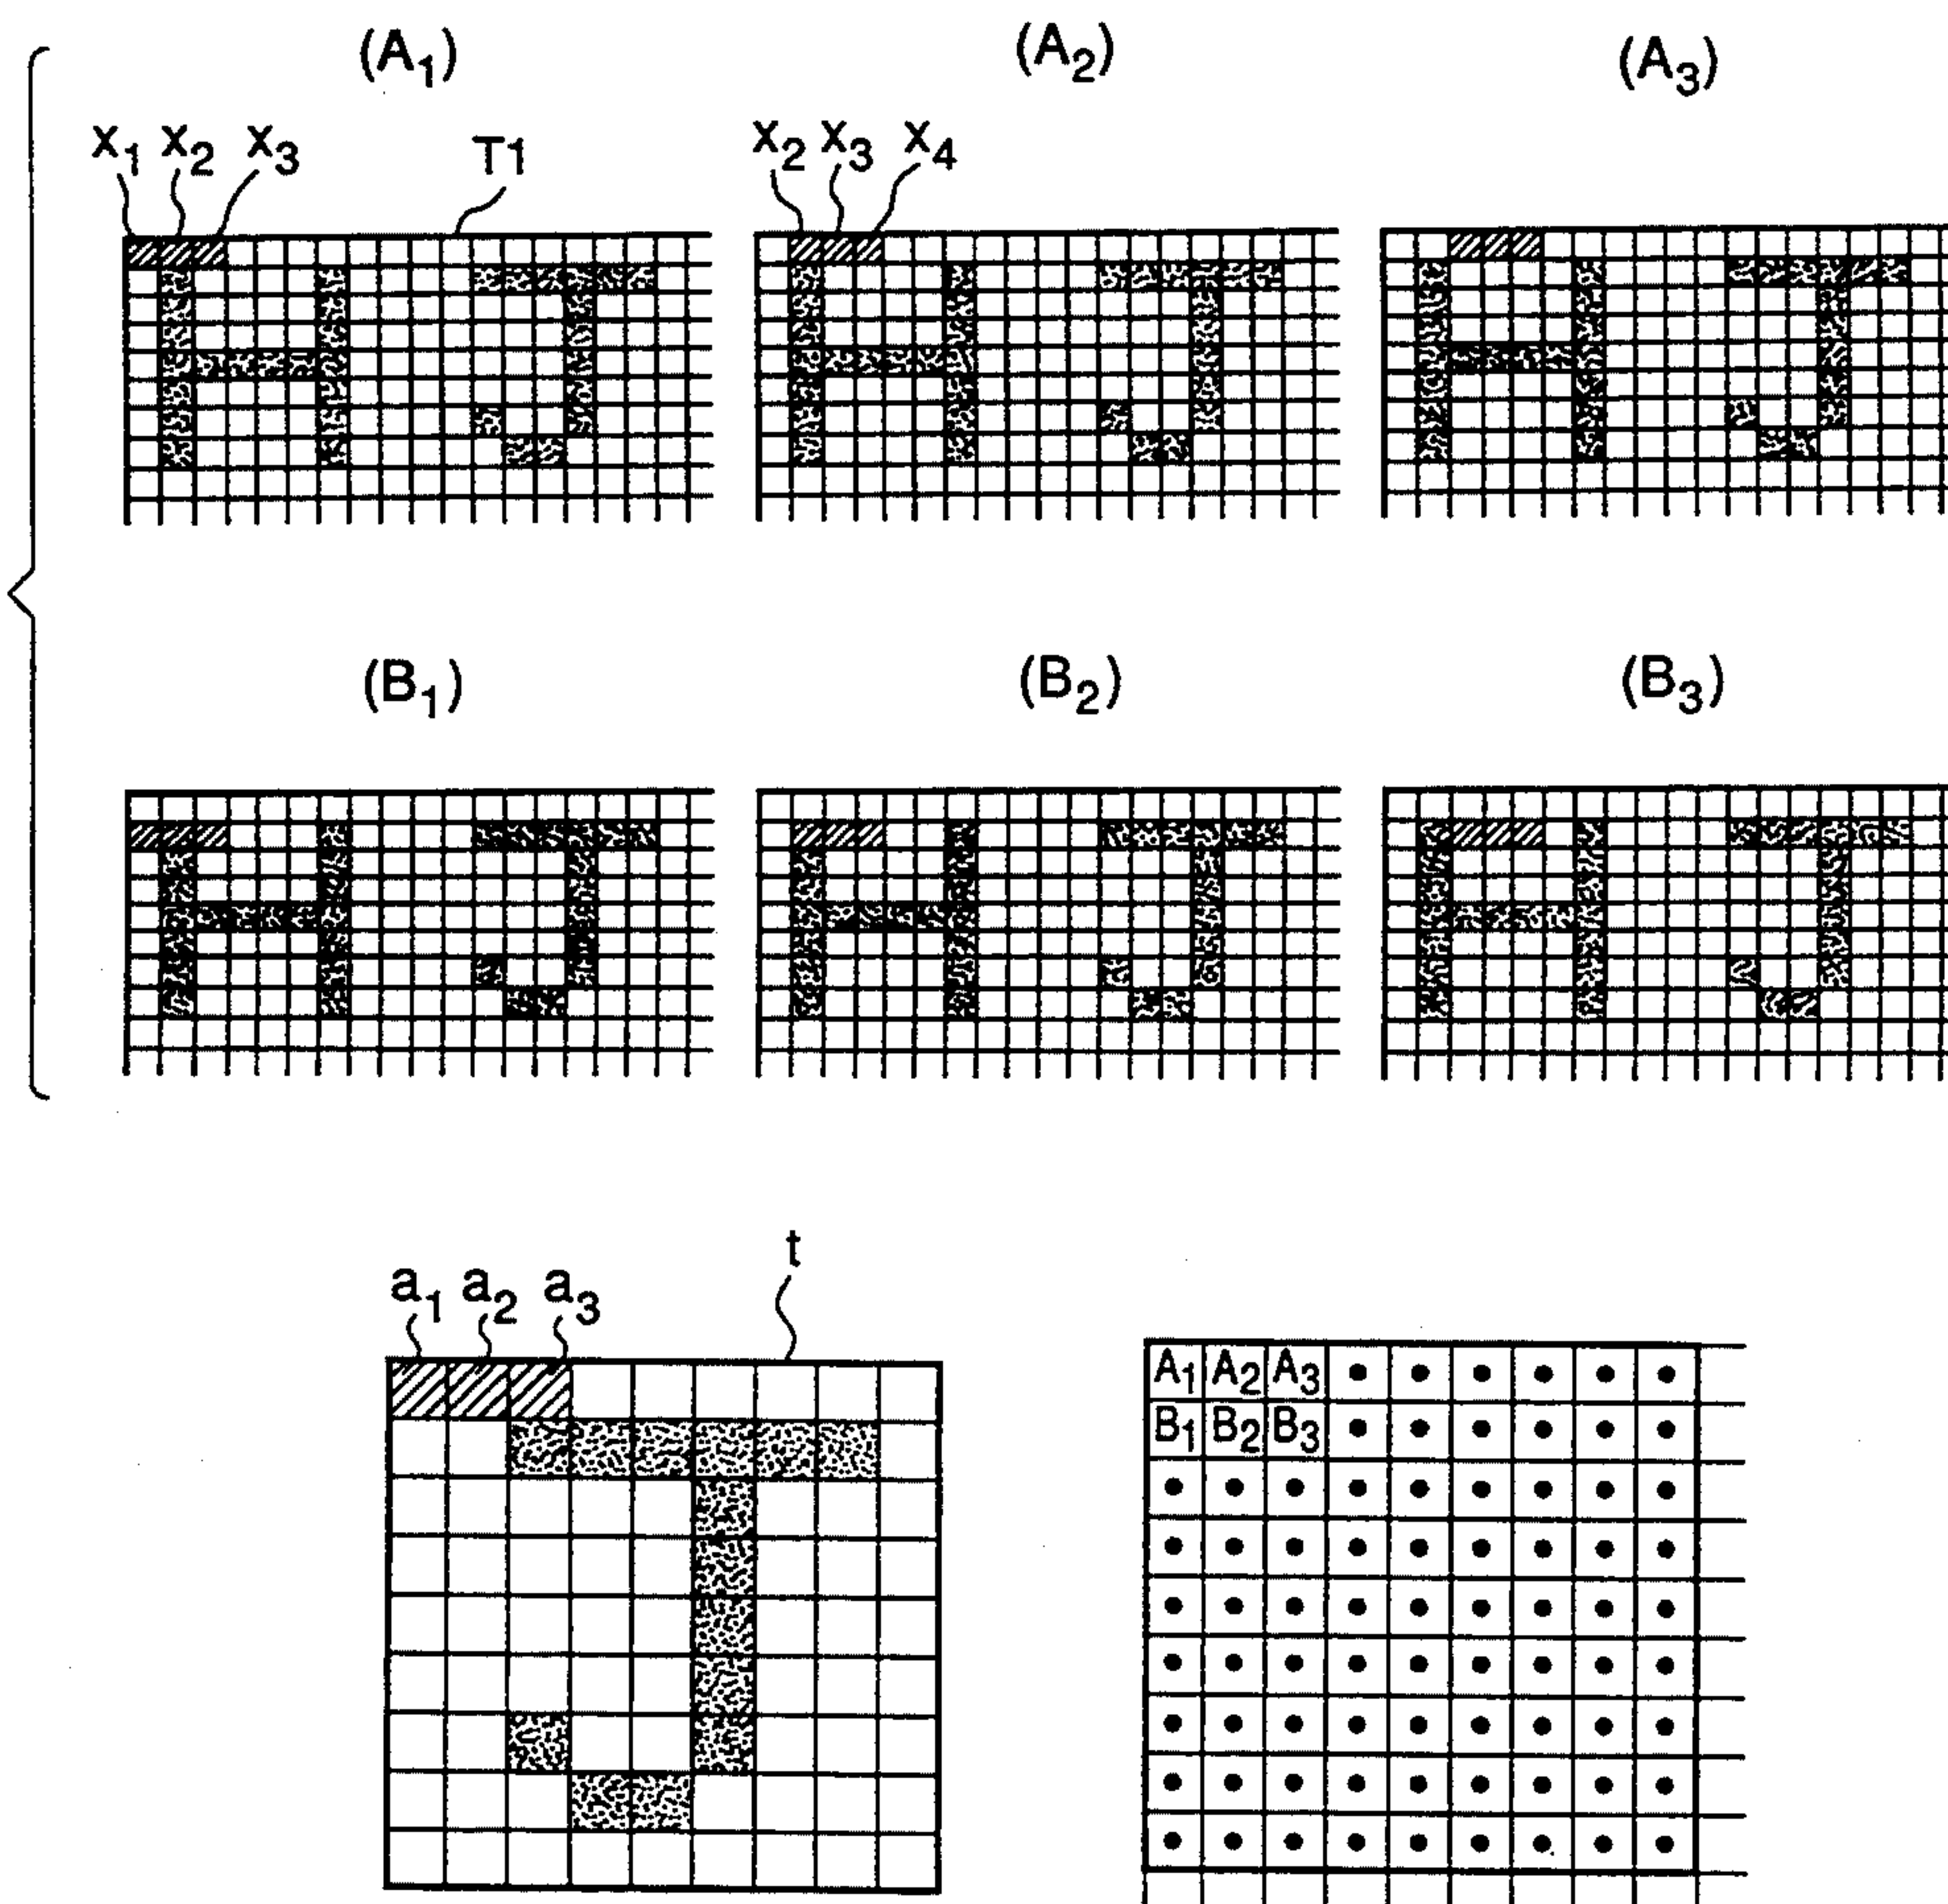 (A₁) (A₂) (A₃)
x₁ x₂ x₃ T1 x₂ x₃ x₄
(B₁) (B₂) (B₃)
a₁ a₂ a₃ t
A₁ A₂ A₃
B₁ B₂ B₃